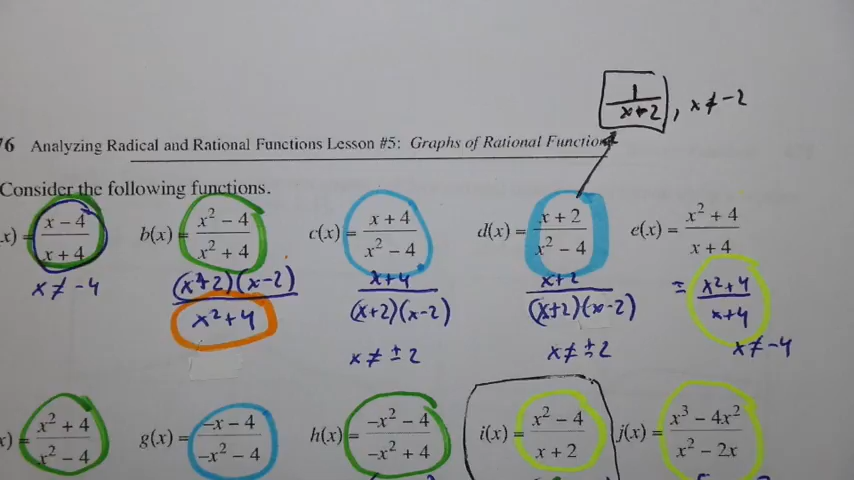 1/(x+2), x ≠ -2
76 Analyzing Radical and Rational Functions Lesson #5: Graphs of Rational Function
Consider the following functions.
x) = (x − 4)/(x + 4) b(x) = (x² − 4)/(x² + 4) c(x) = (x + 4)/(x² − 4) d(x) = (x + 2)/(x² − 4) e(x) = (x² + 4)/(x + 4)
x ≠ -4 (x+2)(x-2)/(x²+4) x+4/(x+2)(x-2) x+2/(x+2)(x-2) = x²+4/x+4
x ≠ ±2 x ≠ ±2 x ≠ -4
x) = (x² + 4)/(x² − 4) g(x) = (−x − 4)/(−x² − 4) h(x) = (−x² − 4)/(−x² + 4) i(x) = (x² − 4)/(x + 2) j(x) = (x³ − 4x²)/(x² − 2x)